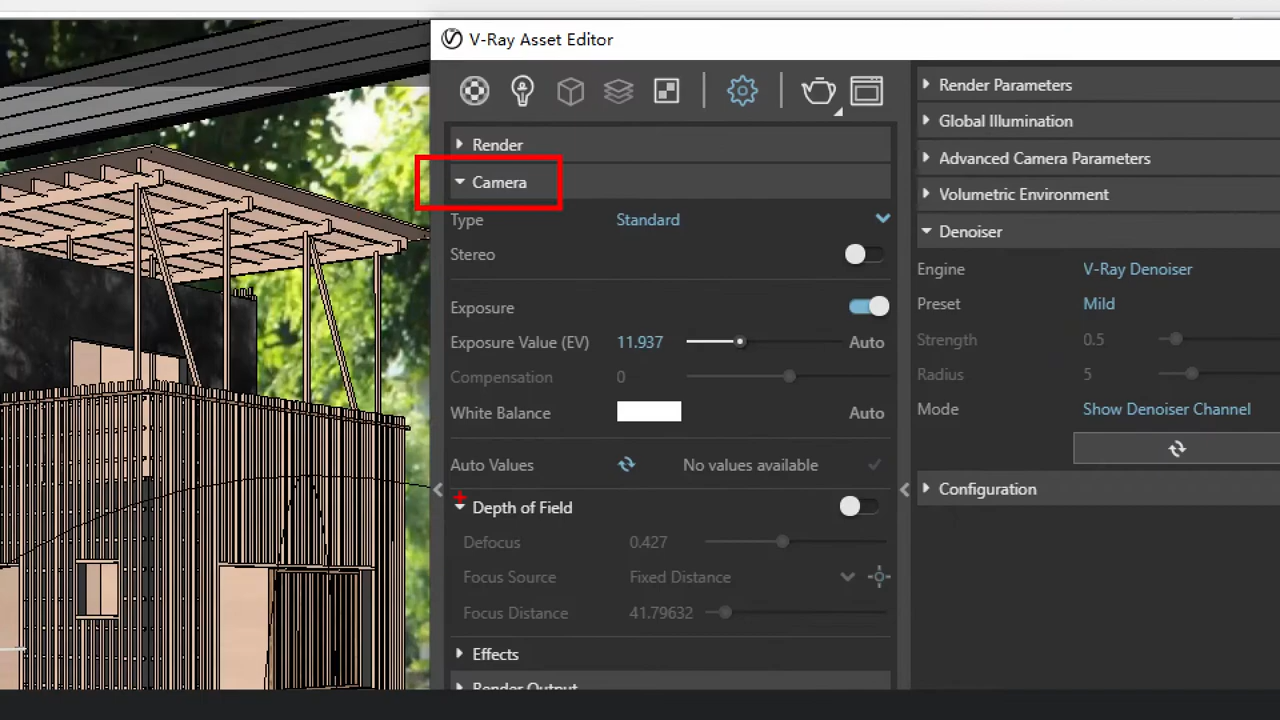 V-Ray Asset Editor
Render
Camera
Type Standard
Stereo
Exposure
Exposure Value (EV) 11.937 Auto
Compensation 0
White Balance Auto
Auto Values No values available
Depth of Field
Defocus 0.427
Focus Source Fixed Distance
Focus Distance 41.79632
Effects
Render Output
Render Parameters
Global Illumination
Advanced Camera Parameters
Volumetric Environment
Denoiser
Engine V-Ray Denoiser
Preset Mild
Strength 0.5
Radius 5
Mode Show Denoiser Channel
Configuration